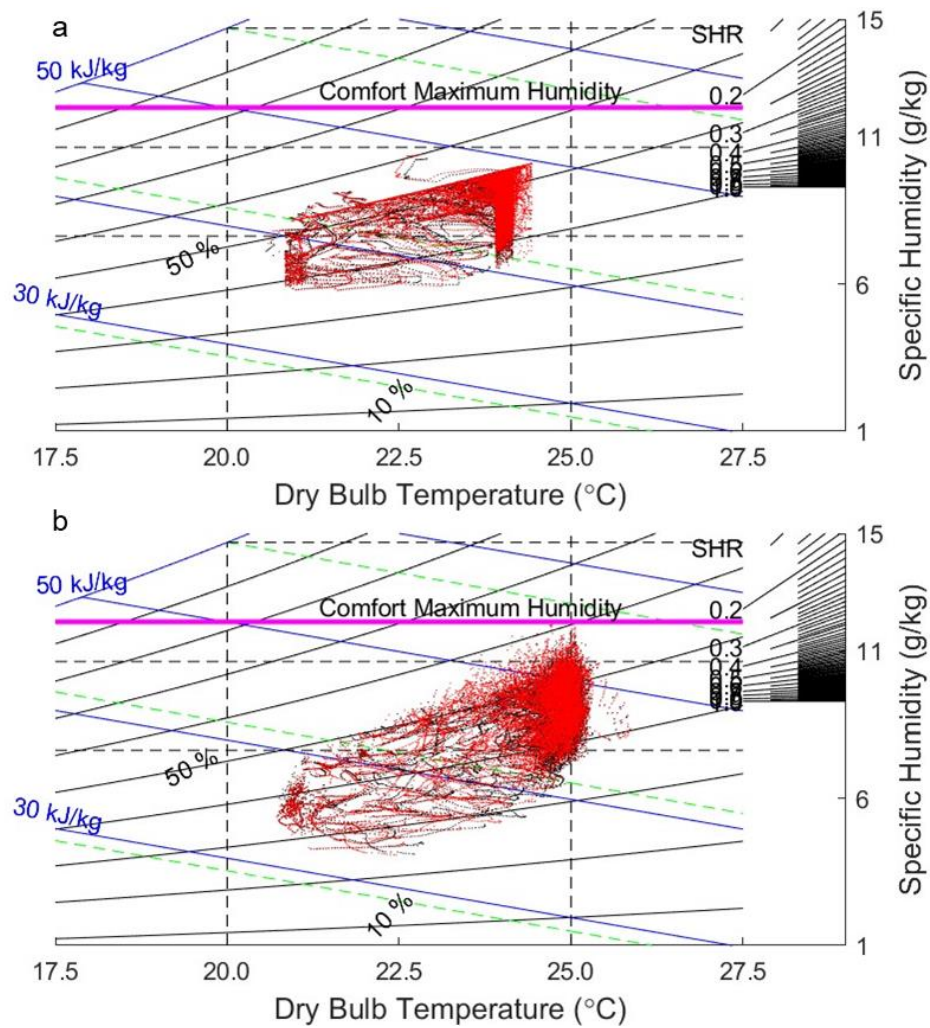 a
SHR
15
50 kJ/kg
0.2
Comfort Maximum Humidity
0.3
11
0.4
50 %
30 kJ/kg
6
10 %
1
Specific Humidity (g/kg)
17.5 20.0 22.5 25.0 27.5
Dry Bulb Temperature (°C)
b
SHR
15
50 kJ/kg
0.2
Comfort Maximum Humidity
0.3
11
0.4
50 %
30 kJ/kg
6
10 %
1
Specific Humidity (g/kg)
17.5 20.0 22.5 25.0 27.5
Dry Bulb Temperature (°C)